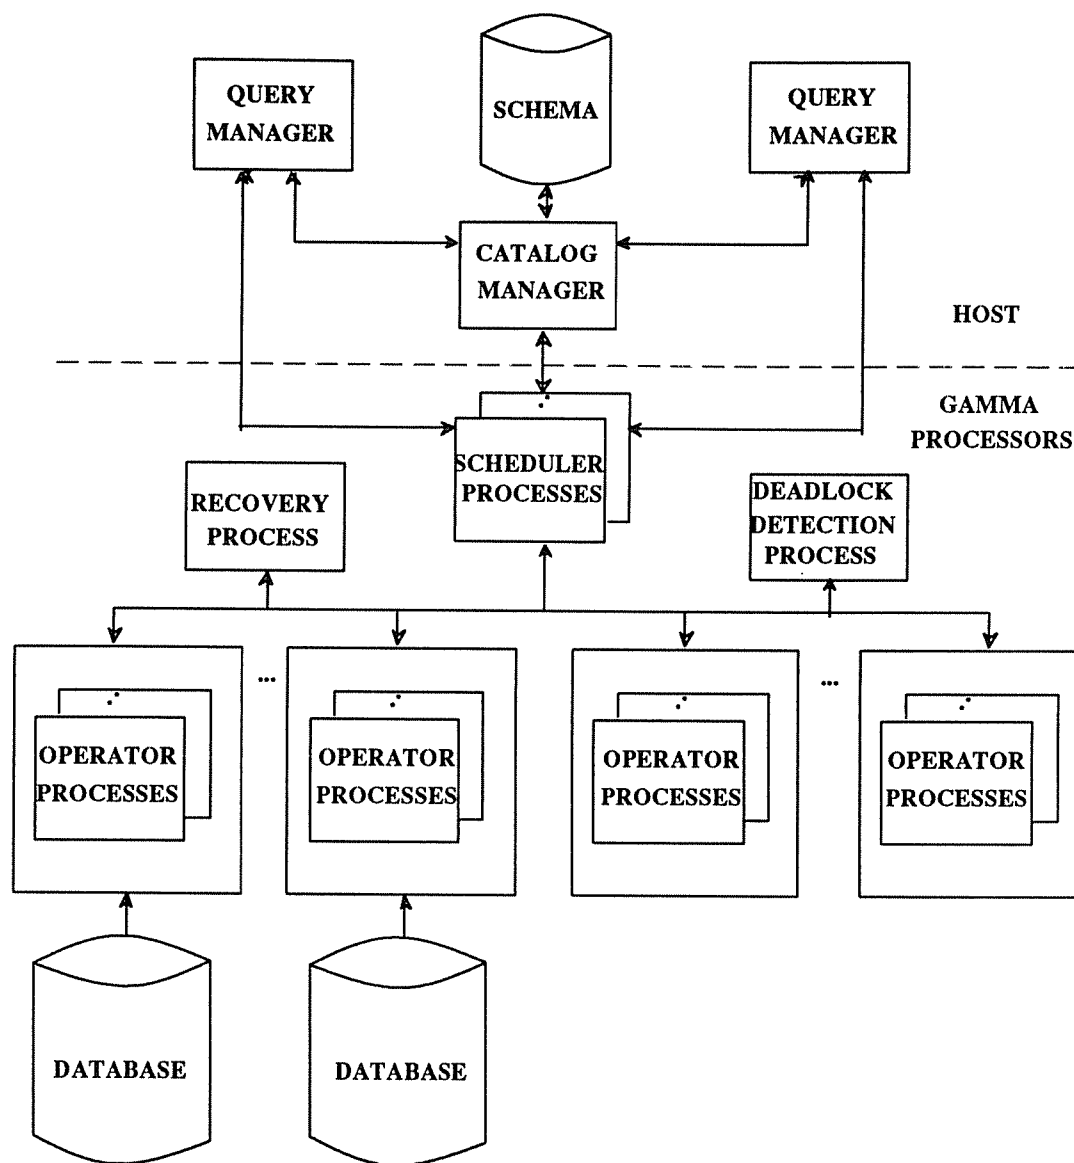 QUERY
MANAGER
SCHEMA
QUERY
MANAGER
CATALOG
MANAGER
HOST
GAMMA
PROCESSORS
SCHEDULER
PROCESSES
RECOVERY
PROCESS
DEADLOCK
DETECTION
PROCESS
...
...
OPERATOR
PROCESSES
OPERATOR
PROCESSES
OPERATOR
PROCESSES
OPERATOR
PROCESSES
DATABASE
DATABASE